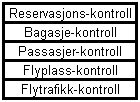 Reservasjons-kontroll
Bagasje-kontroll
Passasjer-kontroll
Flyplass-kontroll
Flytrafikk-kontroll